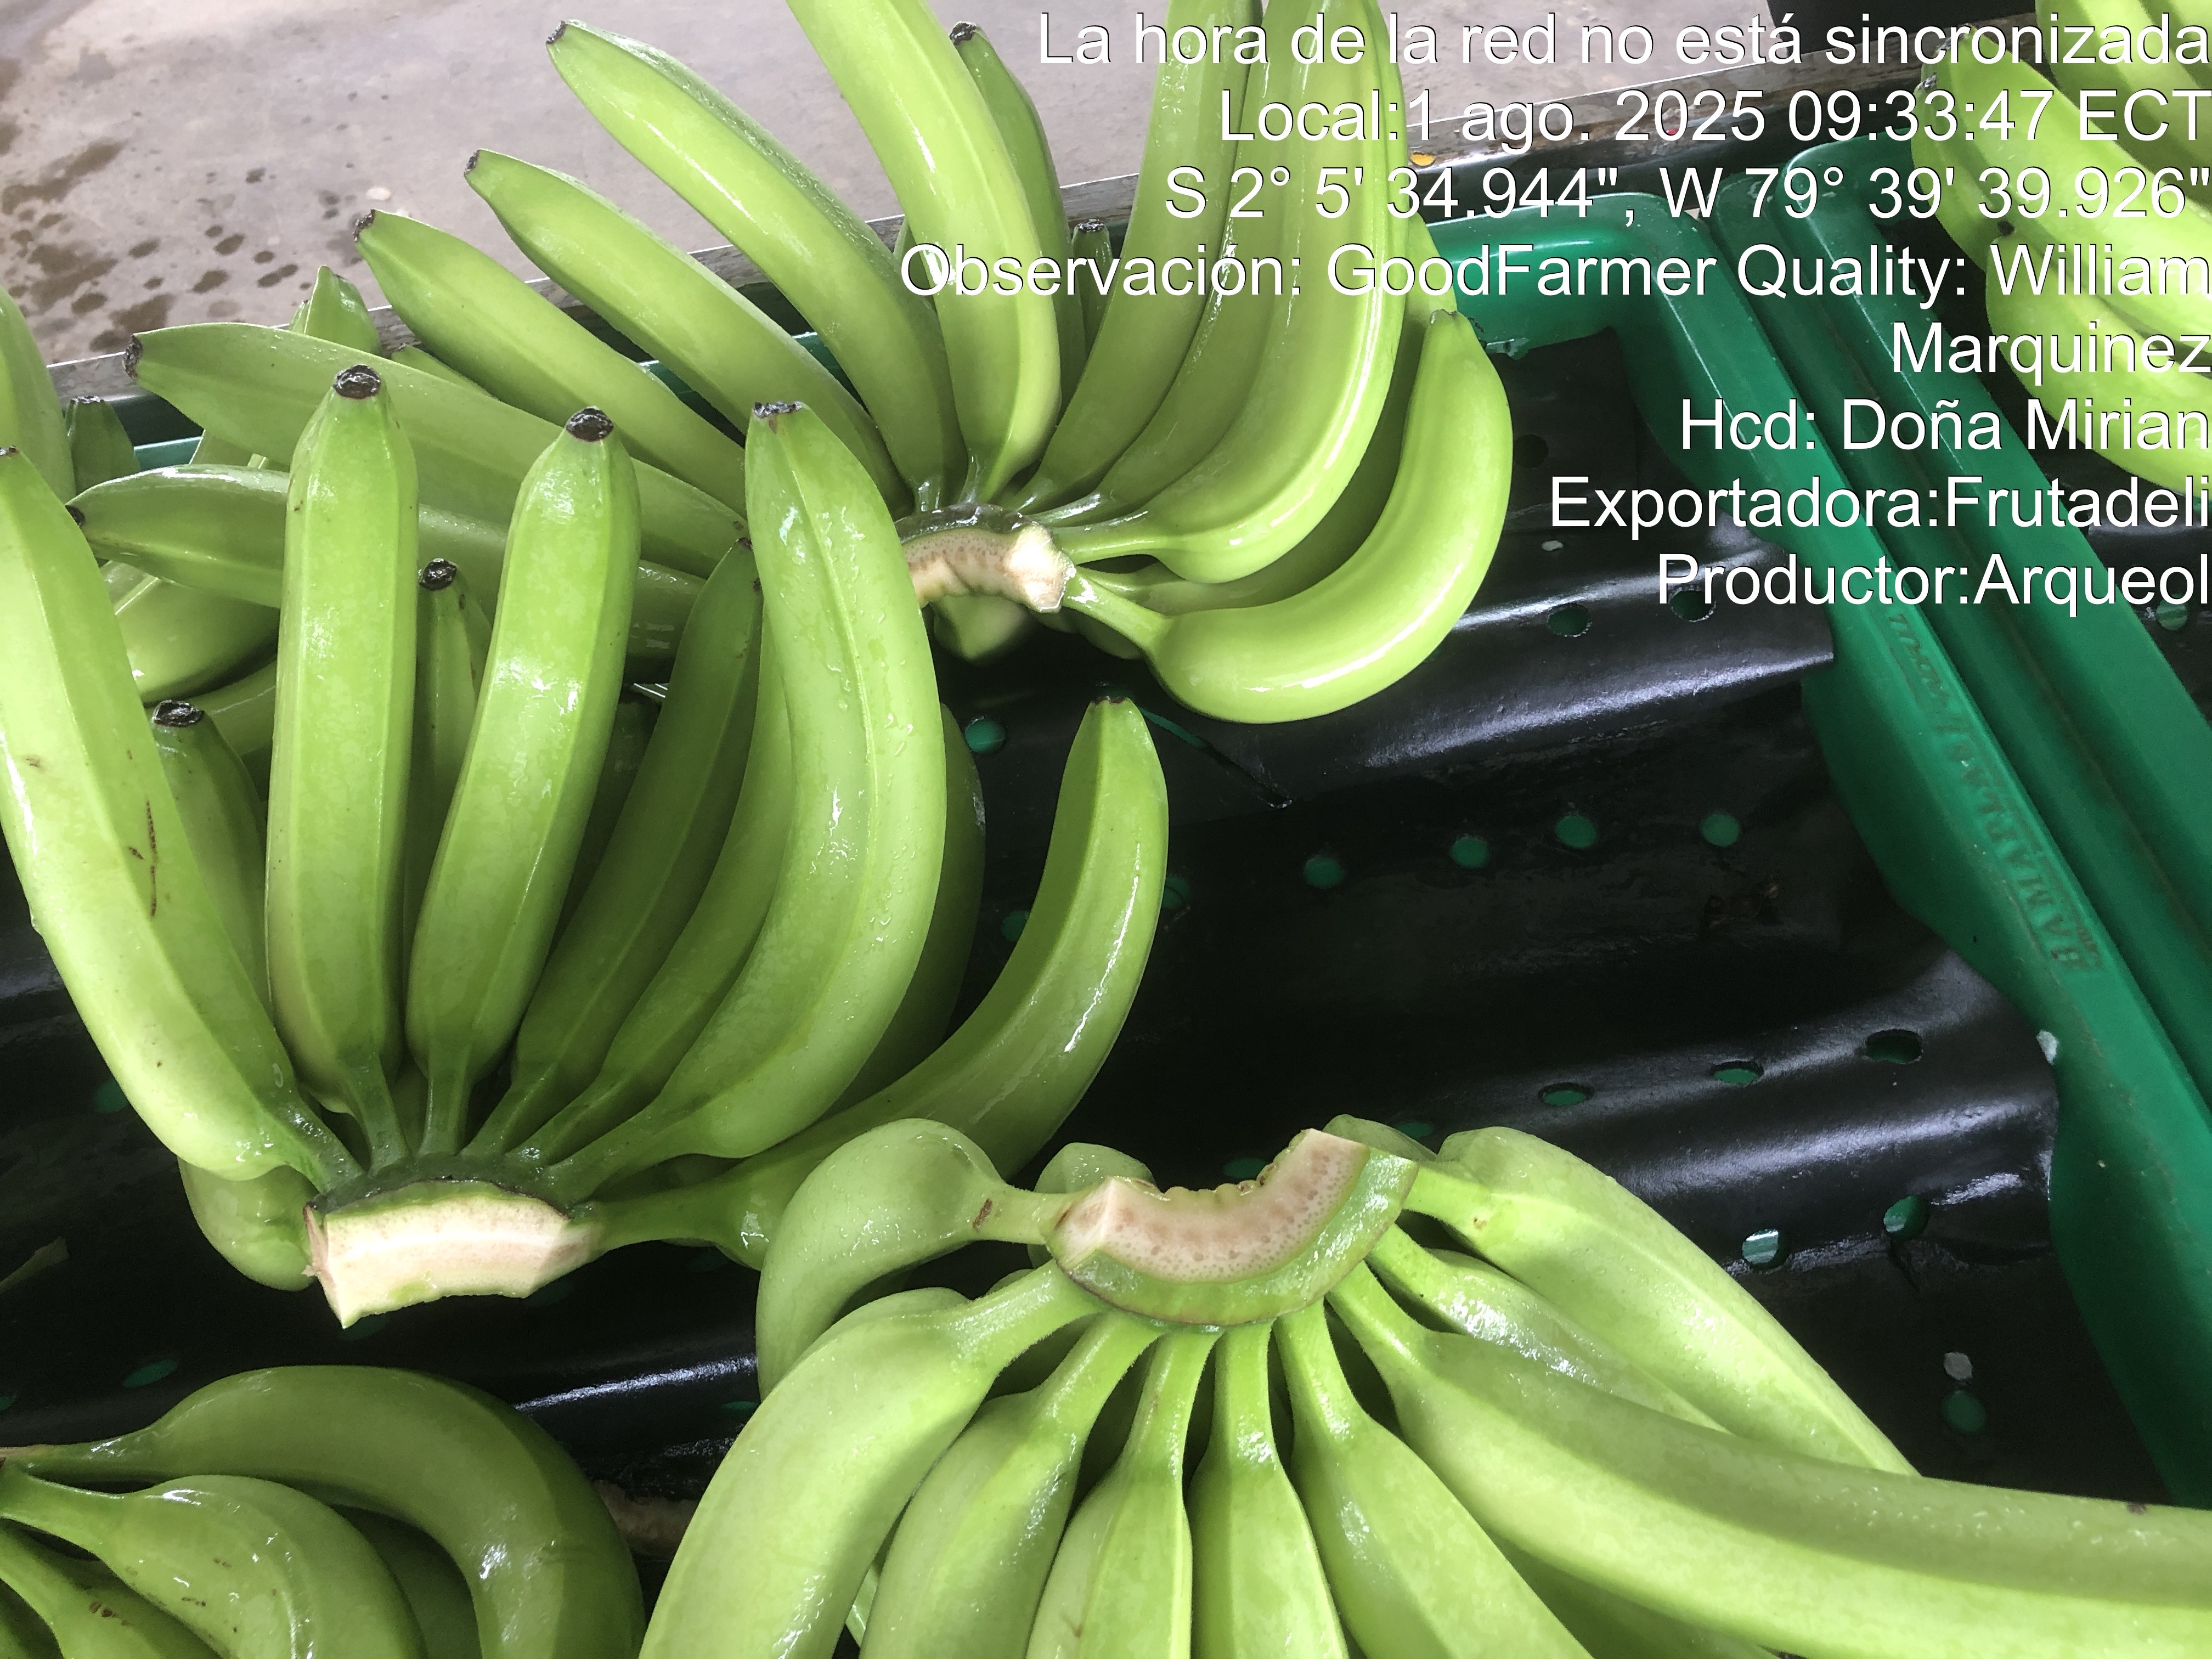 La hora de la red no está sincronizada
Local:1 ago. 2025 09:33:47 ECT
S 2° 5' 34.944", W 79° 39' 39.926"
Observación: GoodFarmer Quality: William
Marquinez
Hcd: Doña Mirian
Exportadora:Frutadeli
Productor:Arqueol